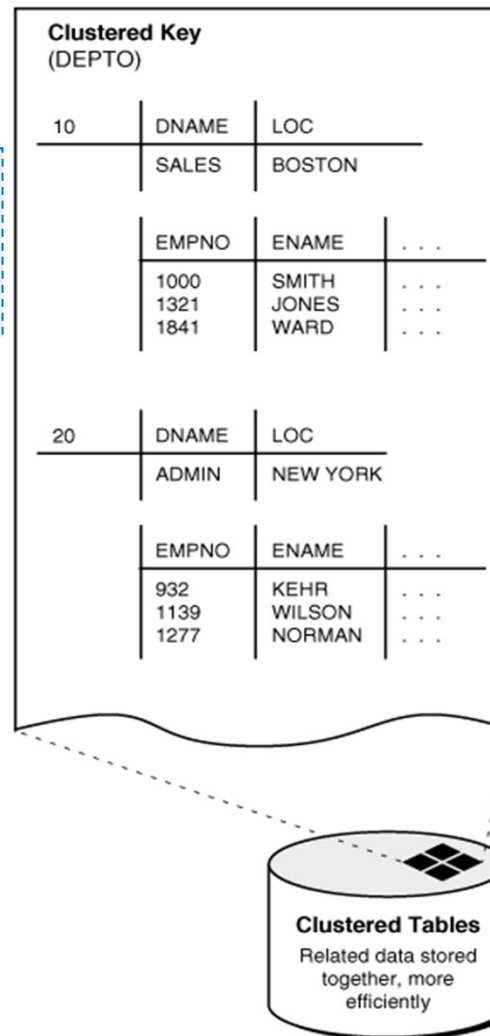 Clustered Key
(DEPTO)
10 DNAME LOC
SALES BOSTON
EMPNO ENAME . . .
1000 SMITH . . .
1321 JONES . . .
1841 WARD . . .
20 DNAME LOC
ADMIN NEW YORK
EMPNO ENAME . . .
932 KEHR . . .
1139 WILSON . . .
1277 NORMAN . . .
Clustered Tables
Related data stored
together, more
efficiently